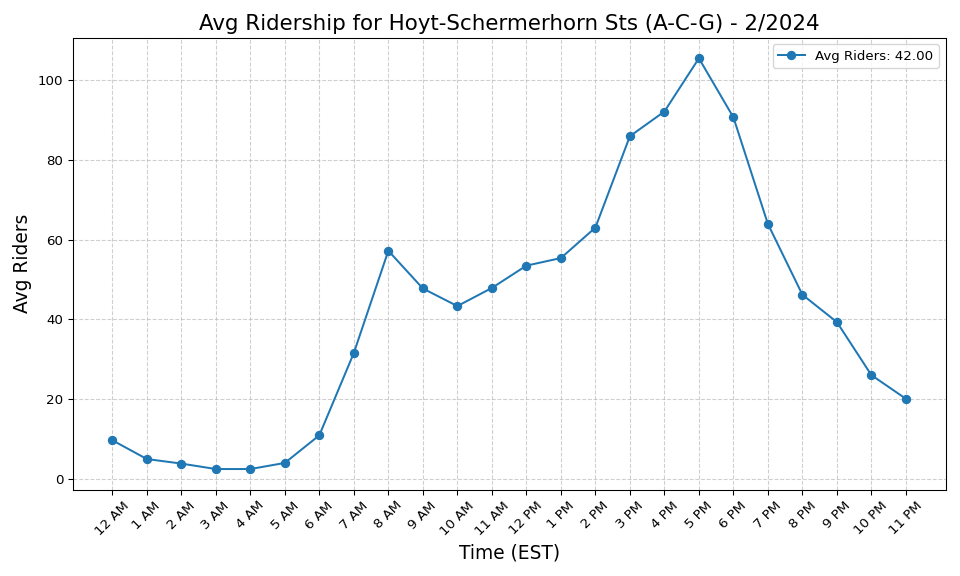 Avg Ridership for Hoyt-Schermerhorn Sts (A-C-G) - 2/2024
Avg Riders: 42.00
Avg Riders
100
80
60
40
20
0
12 AM
1 AM
2 AM
3 AM
4 AM
5 AM
6 AM
7 AM
8 AM
9 AM
10 AM
11 AM
12 PM
1 PM
2 PM
3 PM
4 PM
5 PM
6 PM
7 PM
8 PM
9 PM
10 PM
11 PM
Time (EST)